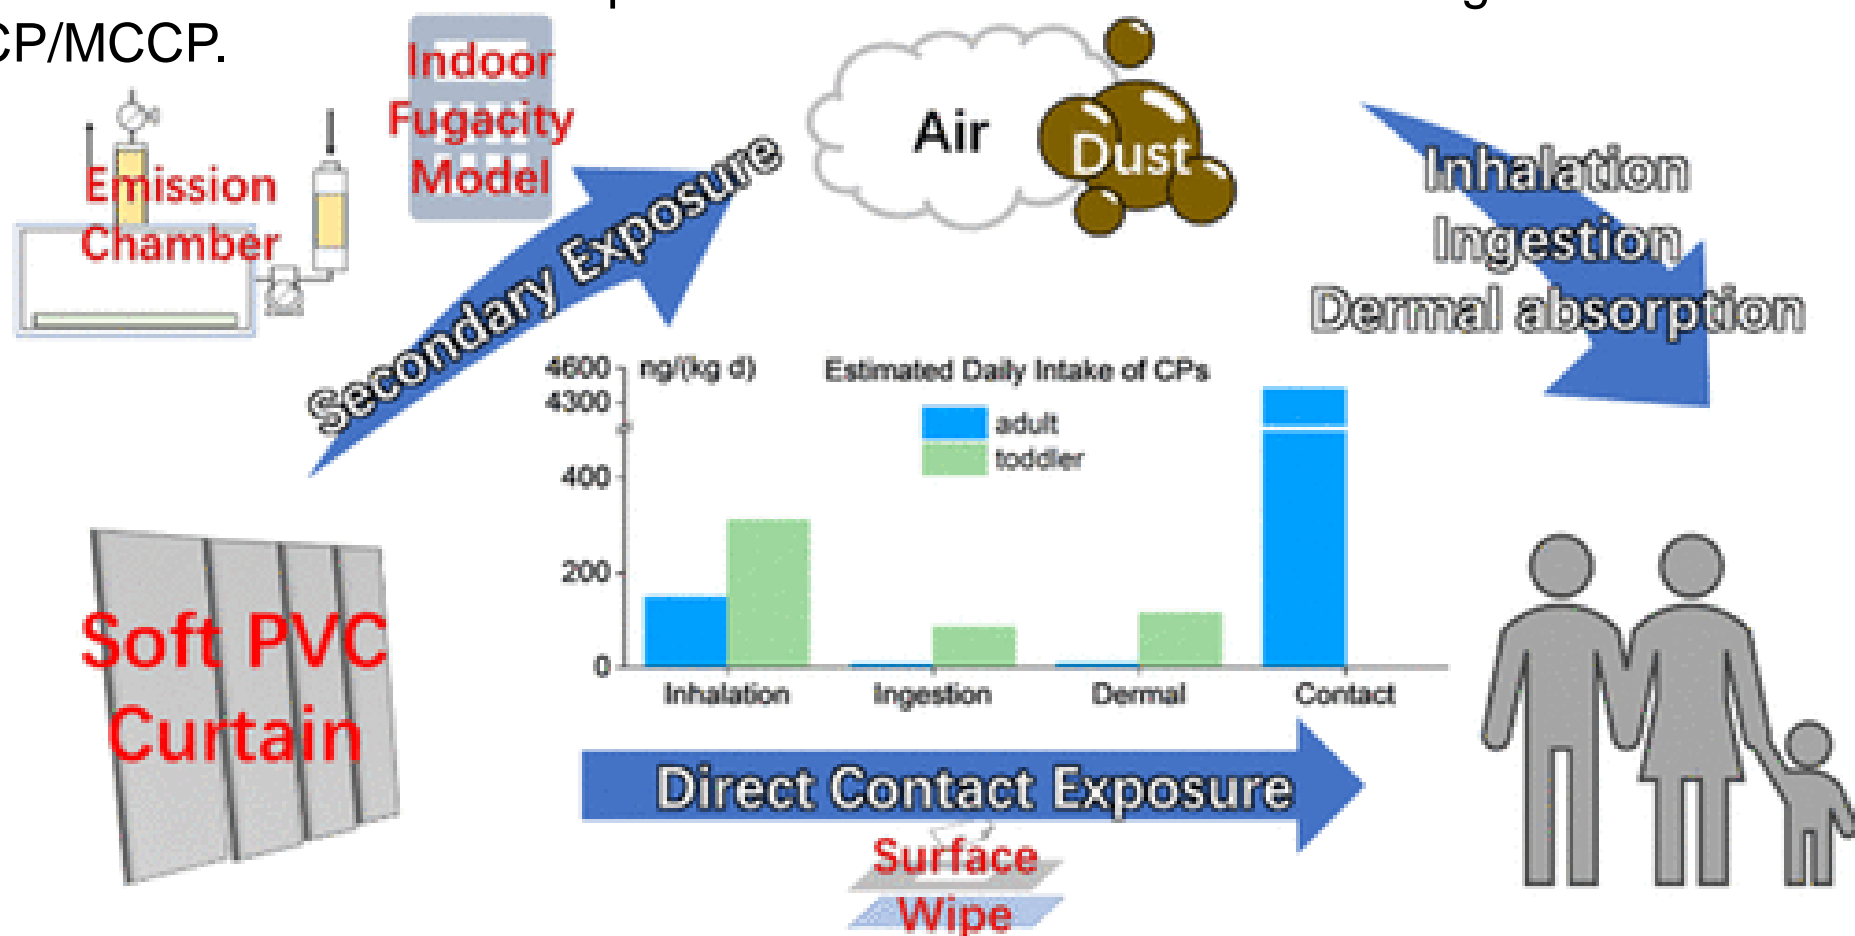 CP/MCCP.
Indoor
Fugacity
Model
Emission
Chamber
Secondary Exposure
Air
Dust
Inhalation
Ingestion
Dermal absorption
4600
ng/(kg d)
Estimated Daily Intake of CPs
4300
adult
toddler
400
200
0
Inhalation
Ingestion
Dermal
Contact
Soft PVC
Curtain
Direct Contact Exposure
Surface
Wipe